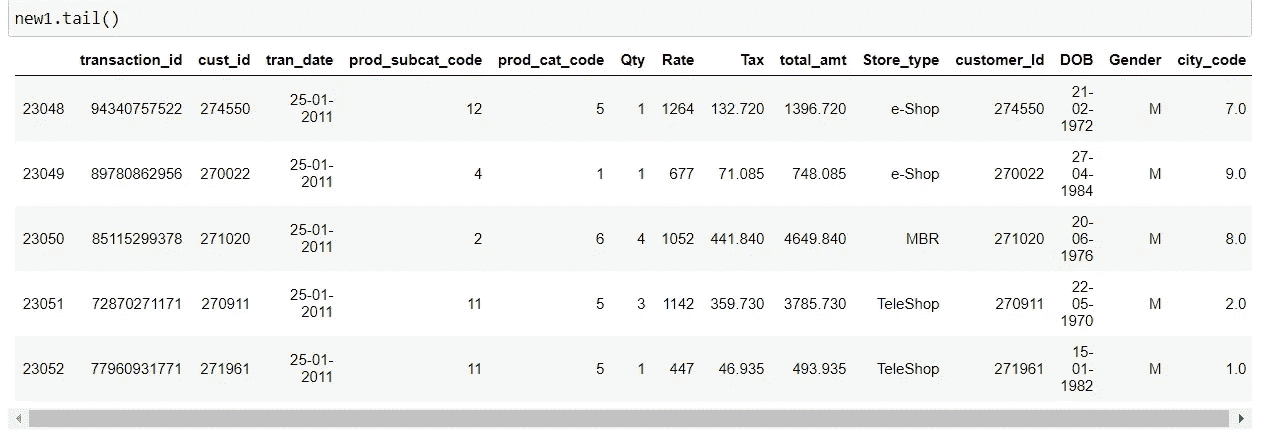 new1.tail()
transaction_id cust_id tran_date prod_subcat_code prod_cat_code Qty Rate Tax total_amt Store_type customer_Id DOB Gender city_code
23048 94340757522 274550 25-01-2011 12 5 1 1264 132.720 1396.720 e-Shop 274550 21-02-1972 M 7.0
23049 89780862956 270022 25-01-2011 4 1 1 677 71.085 748.085 e-Shop 270022 27-04-1984 M 9.0
23050 85115299378 271020 25-01-2011 2 6 4 1052 441.840 4649.840 MBR 271020 20-06-1976 M 8.0
23051 72870271171 270911 25-01-2011 11 5 3 1142 359.730 3785.730 TeleShop 270911 22-05-1970 M 2.0
23052 77960931771 271961 25-01-2011 11 5 1 447 46.935 493.935 TeleShop 271961 15-01-1982 M 1.0